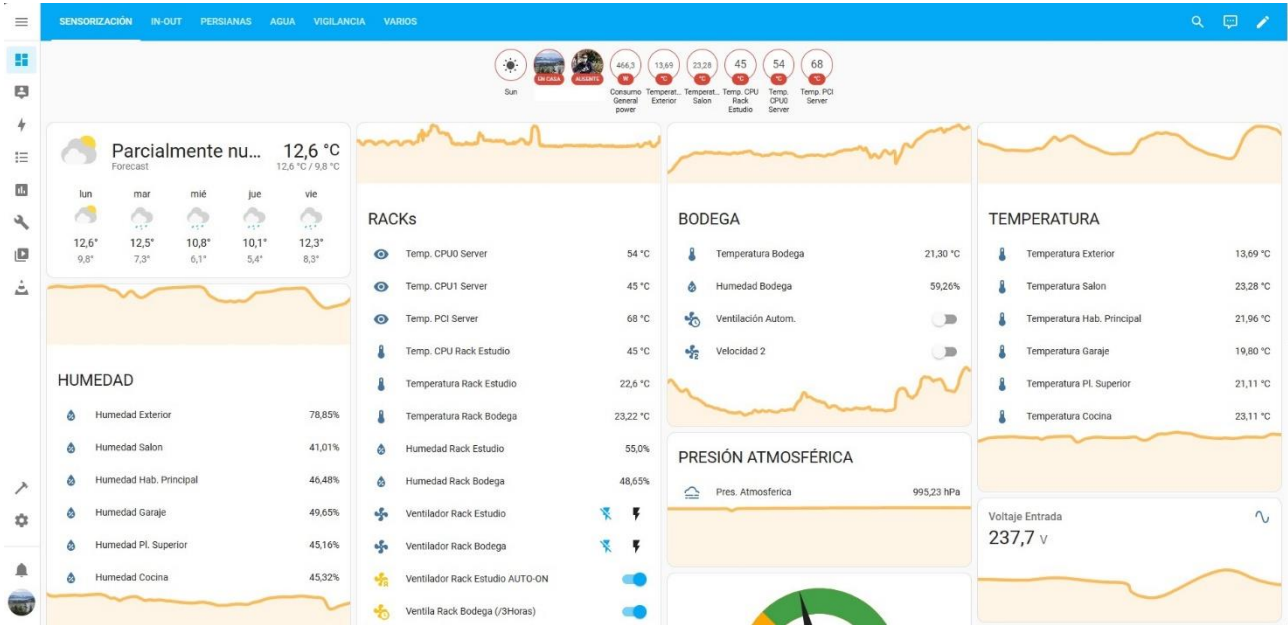 SENSORIZACIÓN IN-OUT PERSIANAS AGUA VIGILANCIA VARIOS
Sun
EN CASA
AUSENTE
466,3
W
Consumo
General
power
13,69
°C
Temperat...
Exterior
23,28
°C
Temperat...
Salon
45
°C
Temp. CPU
Rack
Estudio
54
°C
Temp.
CPU0
Server
68
°C
Temp. PCI
Server
Parcialmente nu... 12,6 °C
Forecast 12,6 °C / 9,8 °C
lun mar mié jue vie
12,6° 12,5° 10,8° 10,1° 12,3°
9,8° 7,3° 6,1° 5,4° 8,3°
HUMEDAD
Humedad Exterior 78,85%
Humedad Salon 41,01%
Humedad Hab. Principal 46,48%
Humedad Garaje 49,65%
Humedad Pl. Superior 45,16%
Humedad Cocina 45,32%
RACKs
Temp. CPU0 Server 54 °C
Temp. CPU1 Server 45 °C
Temp. PCI Server 68 °C
Temp. CPU Rack Estudio 45 °C
Temperatura Rack Estudio 22,6 °C
Temperatura Rack Bodega 23,22 °C
Humedad Rack Estudio 55,0%
Humedad Rack Bodega 48,65%
Ventilador Rack Estudio
Ventilador Rack Bodega
Ventilador Rack Estudio AUTO-ON
Ventila Rack Bodega (/3Horas)
BODEGA
Temperatura Bodega 21,30 °C
Humedad Bodega 59,26%
Ventilación Autom.
Velocidad 2
PRESIÓN ATMOSFÉRICA
Pres. Atmosferica 995,23 hPa
TEMPERATURA
Temperatura Exterior 13,69 °C
Temperatura Salon 23,28 °C
Temperatura Hab. Principal 21,96 °C
Temperatura Garaje 19,80 °C
Temperatura Pl. Superior 21,11 °C
Temperatura Cocina 23,11 °C
Voltaje Entrada
237,7 V